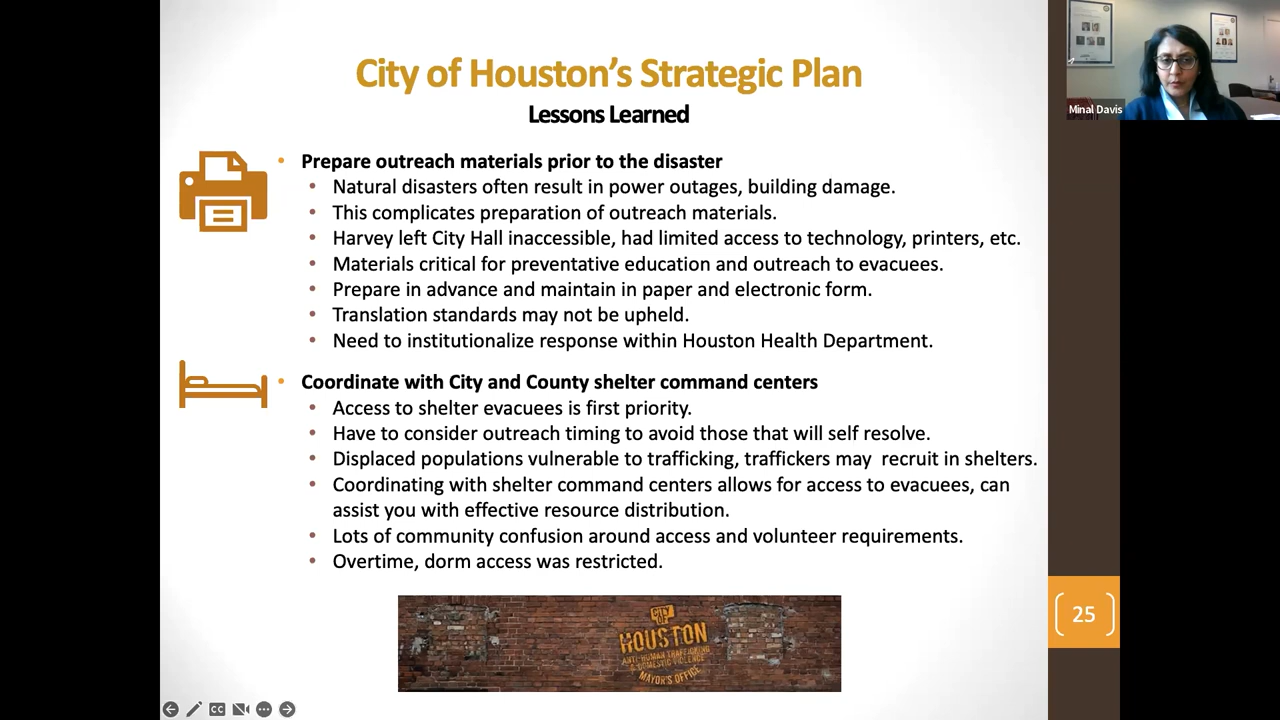 City of Houston's Strategic Plan
Lessons Learned
Minal Davis
• Prepare outreach materials prior to the disaster
• Natural disasters often result in power outages, building damage.
• This complicates preparation of outreach materials.
• Harvey left City Hall inaccessible, had limited access to technology, printers, etc.
• Materials critical for preventative education and outreach to evacuees.
• Prepare in advance and maintain in paper and electronic form.
• Translation standards may not be upheld.
• Need to institutionalize response within Houston Health Department.
• Coordinate with City and County shelter command centers
• Access to shelter evacuees is first priority.
• Have to consider outreach timing to avoid those that will self resolve.
• Displaced populations vulnerable to trafficking, traffickers may  recruit in shelters.
• Coordinating with shelter command centers allows for access to evacuees, can
assist you with effective resource distribution.
• Lots of community confusion around access and volunteer requirements.
• Overtime, dorm access was restricted.
CITY
OF
HOUSTON
ANTI-HUMAN TRAFFICKING
& DOMESTIC VIOLENCE
MAYOR'S OFFICE
25
CC